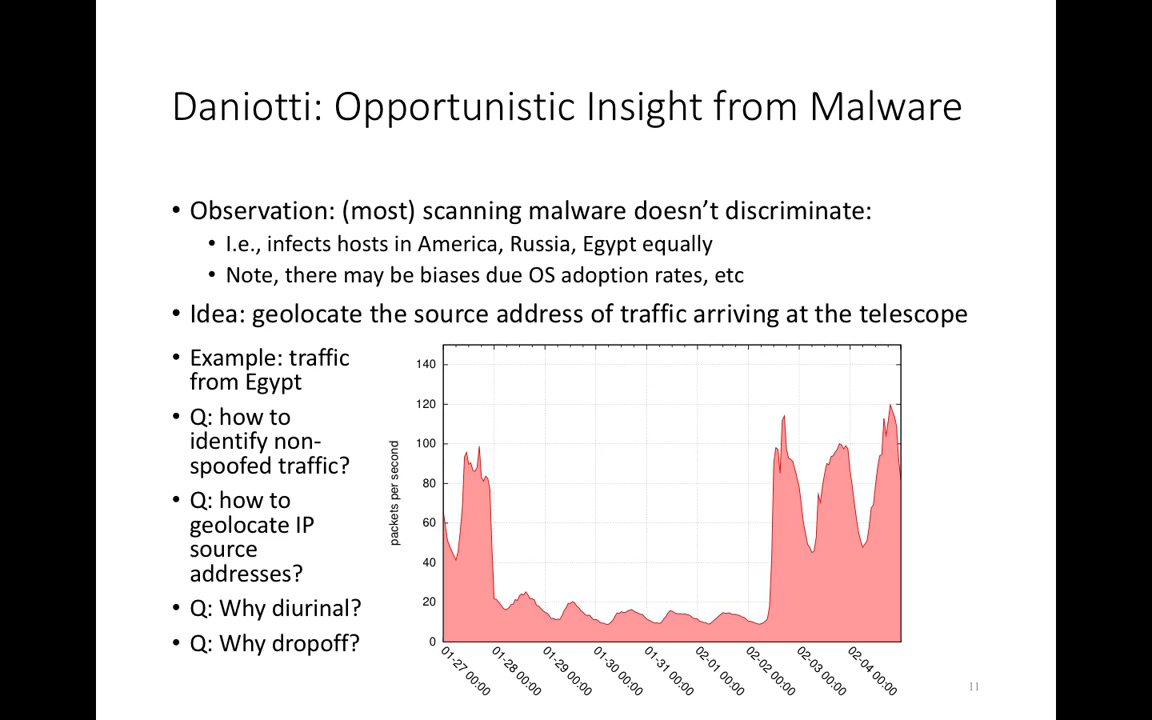 Daniotti: Opportunistic Insight from Malware
• Observation: (most) scanning malware doesn’t discriminate:
• I.e., infects hosts in America, Russia, Egypt equally
• Note, there may be biases due OS adoption rates, etc
• Idea: geolocate the source address of traffic arriving at the telescope
• Example: traffic
from Egypt
• Q: how to
identify non-
spoofed traffic?
• Q: how to
geolocate IP
source
addresses?
• Q: Why diurinal?
• Q: Why dropoff?
packets per second
140
120
100
80
60
40
20
0
01-27 00:00
01-28 00:00
01-29 00:00
01-30 00:00
01-31 00:00
02-01 00:00
02-02 00:00
02-03 00:00
02-04 00:00
11